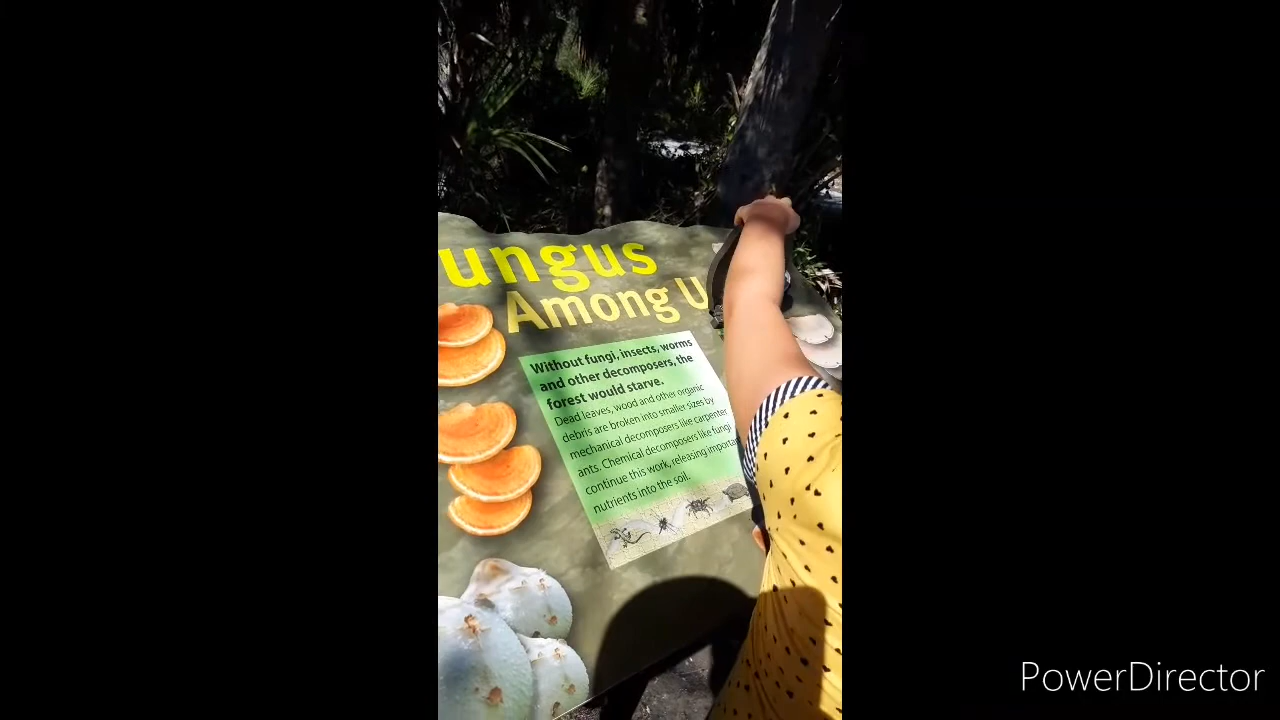 ungus
Among U
Without fungi, insects, worms
and other decomposers, the
forest would starve.
Dead leaves, wood and other organic
debris are broken into smaller sizes by
mechanical decomposers like carpenter
ants. Chemical decomposers like fungi
continue this work, releasing importan
nutrients into the soil.
PowerDirector